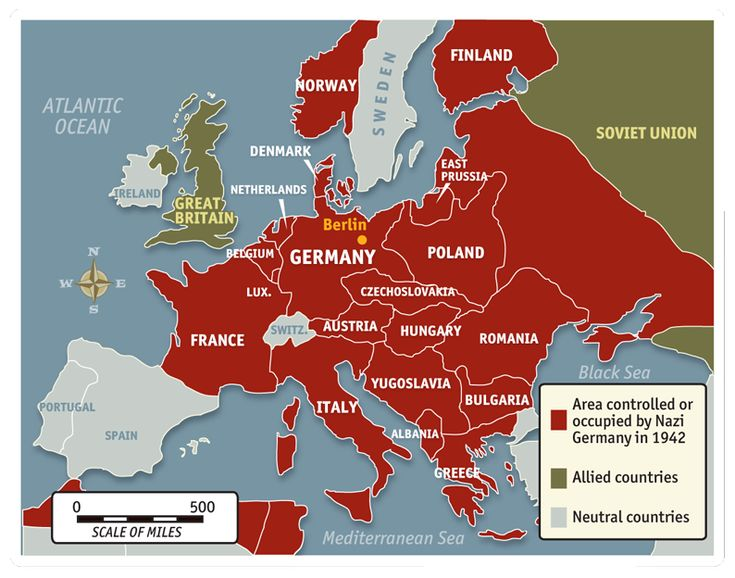 FINLAND
NORWAY
SWEDEN
ATLANTIC
OCEAN
SOVIET UNION
DENMARK
EAST
PRUSSIA
IRELAND
NETHERLANDS
GREAT
BRITAIN
Berlin
N
W E
S
BELGIUM
GERMANY
POLAND
LUX.
CZECHOSLOVAKIA
FRANCE
SWITZ.
AUSTRIA
HUNGARY
ROMANIA
Black Sea
YUGOSLAVIA
BULGARIA
PORTUGAL
SPAIN
ITALY
ALBANIA
GREECE
Area controlled or
occupied by Nazi
Germany in 1942
Allied countries
Neutral countries
0 500
SCALE OF MILES
Mediterranean Sea